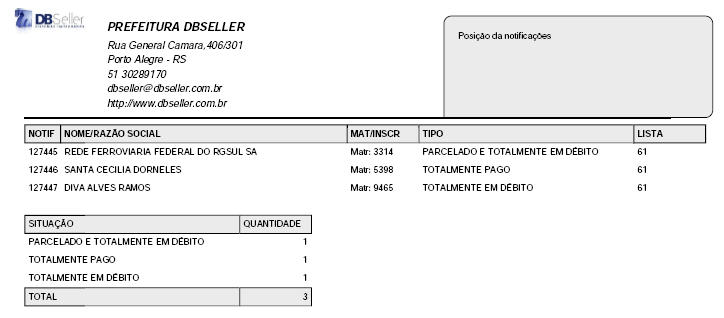 DBSeller
PREFEITURA DBSELLER
Rua General Camara,406/301
Porto Alegre - RS
51 30289170
dbseller@dbseller.com.br
http://www.dbseller.com.br
Posição da notificações
NOTIF NOME/RAZÃO SOCIAL MAT/INSCR TIPO LISTA
127445 REDE FERROVIARIA FEDERAL DO RGSUL SA Matr: 3314 PARCELADO E TOTALMENTE EM DÉBITO 61
127446 SANTA CECILIA DORNELES Matr: 5398 TOTALMENTE PAGO 61
127447 DIVA ALVES RAMOS Matr: 9465 TOTALMENTE EM DÉBITO 61
SITUAÇÃO QUANTIDADE
PARCELADO E TOTALMENTE EM DÉBITO 1
TOTALMENTE PAGO 1
TOTALMENTE EM DÉBITO 1
TOTAL 3